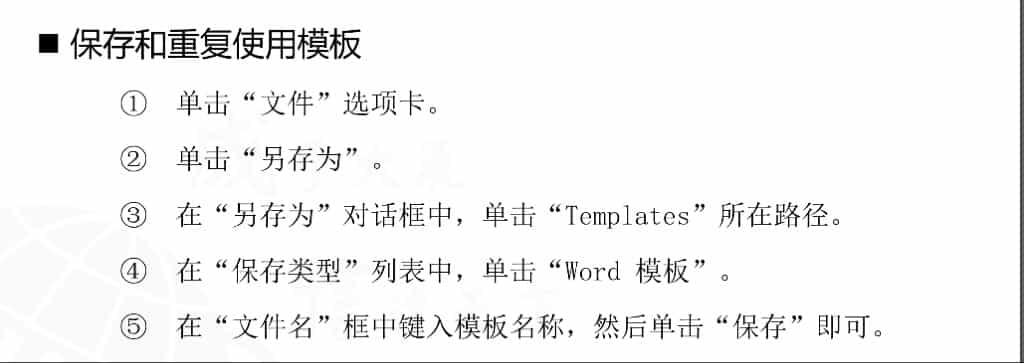 ■ 保存和重复使用模板
① 单击“文件”选项卡。
② 单击“另存为”。
③ 在“另存为”对话框中，单击“Templates”所在路径。
④ 在“保存类型”列表中，单击“Word 模板”。
⑤ 在“文件名”框中键入模板名称，然后单击“保存”即可。